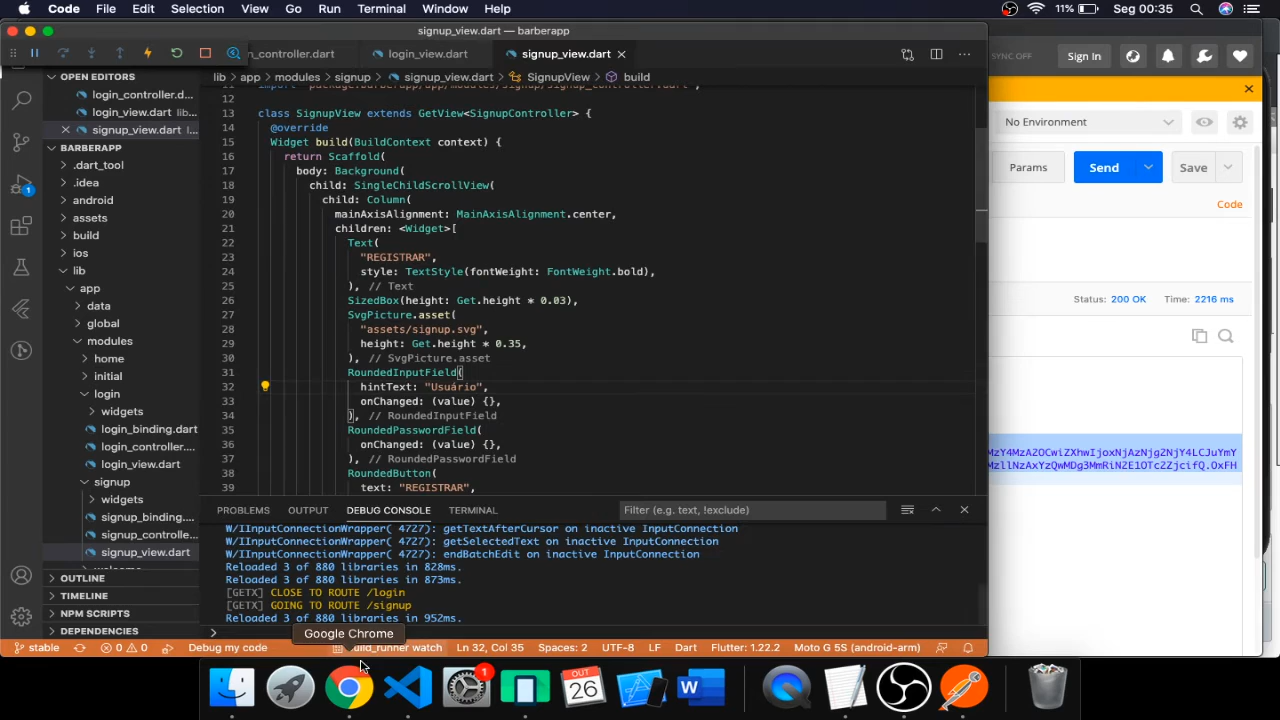 Code File Edit Selection View Go Run Terminal Window Help 11% Seg 00:35
signup_view.dart — barberapp
n_controller.dart login_view.dart signup_view.dart
SYNC OFF Sign In
lib app modules signup signup_view.dart SignupView build
OPEN EDITORS
login_controller.d...
login_view.dart lib...
signup_view.dart l...
BARBERAPP
.dart_tool
.idea
android
assets
build
ios
lib
app
data
global
modules
home
initial
login
widgets
login_binding.dart
login_controller....
login_view.dart
signup
widgets
signup_binding....
signup_controlle...
signup_view.dart
OUTLINE
TIMELINE
NPM SCRIPTS
DEPENDENCIES
12
13 class SignupView extends GetView<SignupController> {
14 @override
15 Widget build(BuildContext context) {
16 return Scaffold(
17 body: Background(
18 child: SingleChildScrollView(
19 child: Column(
20 mainAxisAlignment: MainAxisAlignment.center,
21 children: <Widget>[
22 Text(
23 "REGISTRAR",
24 style: TextStyle(fontWeight: FontWeight.bold),
25 ), // Text
26 SizedBox(height: Get.height * 0.03),
27 SvgPicture.asset(
28 "assets/signup.svg",
29 height: Get.height * 0.35,
30 ), // SvgPicture.asset
31 RoundedInputField(
32 hintText: "Usuário",
33 onChanged: (value) {},
34 ), // RoundedInputField
35 RoundedPasswordField(
36 onChanged: (value) {},
37 ), // RoundedPasswordField
38 RoundedButton(
39 text: "REGISTRAR",
PROBLEMS OUTPUT DEBUG CONSOLE TERMINAL Filter (e.g. text, !exclude)
W/IInputConnectionWrapper( 4727): getTextAfterCursor on inactive InputConnection
W/IInputConnectionWrapper( 4727): getSelectedText on inactive InputConnection
W/IInputConnectionWrapper( 4727): endBatchEdit on inactive InputConnection
Reloaded 3 of 880 libraries in 828ms.
Reloaded 3 of 880 libraries in 873ms.
[GETX] CLOSE TO ROUTE /login
[GETX] GOING TO ROUTE /signup
Reloaded 3 of 880 libraries in 952ms.
Google Chrome
stable 0 0 Debug my code build_runner watch Ln 32, Col 35 Spaces: 2 UTF-8 LF Dart Flutter: 1.22.2 Moto G 5S (android-arm)
No Environment
Params Send Save
Code
Status: 200 OK Time: 2216 ms
1
OCT
26
1
W